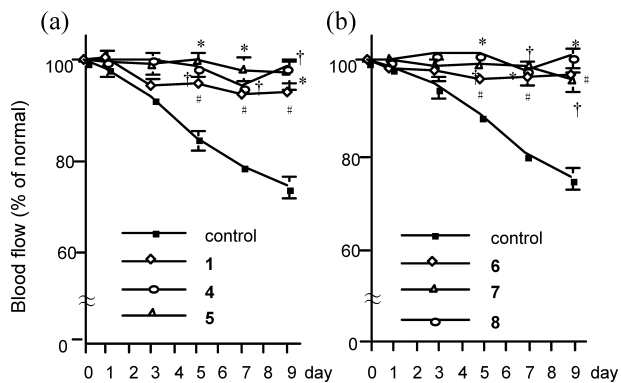 (a)
Blood flow (% of normal)
100
80
60
0
* * †
† † *
# # #
control
1
4
5
0 1 2 3 4 5 6 7 8 9 day
(b)
100
80
60
0
* † *
† * #
# # †
control
6
7
8
0 1 2 3 4 5 6 7 8 9 day